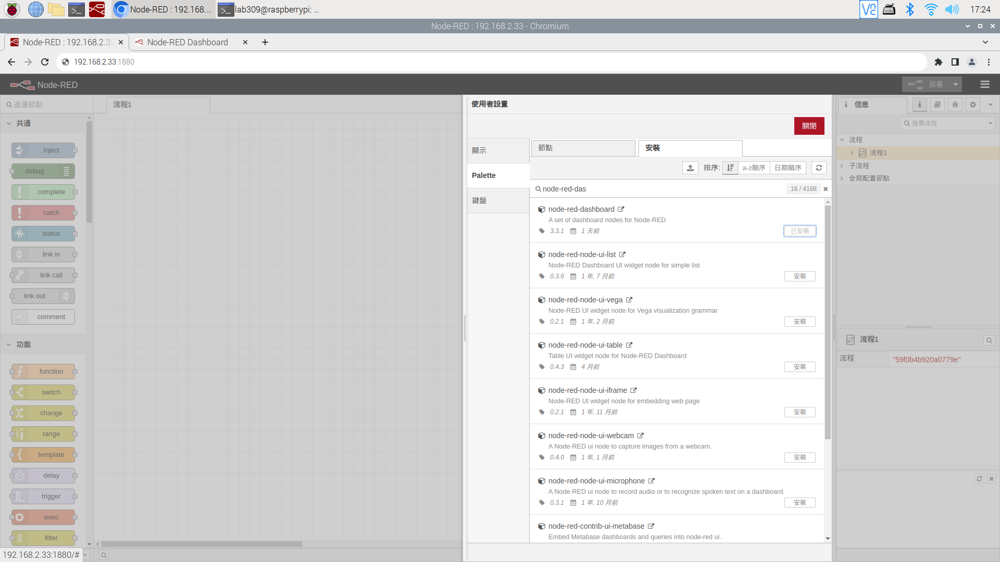 Node-RED : 192.168....
lab309@raspberrypi: ...
17:24
Node-RED : 192.168.2.33 - Chromium
Node-RED : 192.168.2.33
Node-RED Dashboard
192.168.2.33:1880
Node-RED
部署
過濾節點
流程1
共通
inject
debug
complete
catch
status
link in
link call
link out
comment
功能
function
switch
change
range
template
delay
trigger
exec
filter
192.168.2.33:1880/#
使用者設置
關閉
顯示
Palette
鍵盤
節點
安裝
排序:
a-z順序
日期順序
node-red-das
16 / 4168
node-red-dashboard
A set of dashboard nodes for Node-RED
3.3.1 1 天前
已安裝
node-red-node-ui-list
Node-RED Dashboard UI widget node for simple list
0.3.6 1 年, 7 月前
安裝
node-red-node-ui-vega
Node-RED UI widget node for Vega visualization grammar
0.2.1 1 年, 2 月前
安裝
node-red-node-ui-table
Table UI widget node for Node-RED Dashboard
0.4.3 4 月前
安裝
node-red-node-ui-iframe
Node-RED UI widget node for embedding web page
0.2.1 1 年, 11 月前
安裝
node-red-node-ui-webcam
A Node-RED ui node to capture images from a webcam.
0.4.0 1 年, 1 月前
安裝
node-red-node-ui-microphone
A Node-RED ui node to record audio or to recognize spoken text on a dashboard.
0.3.1 1 年, 10 月前
安裝
node-red-contrib-ui-metabase
Embed Metabase dashboards and queries into node-red ui.
信息
搜尋流程
流程
流程1
子流程
全局配置節點
流程1
流程
"59f0b4b920a0779e"